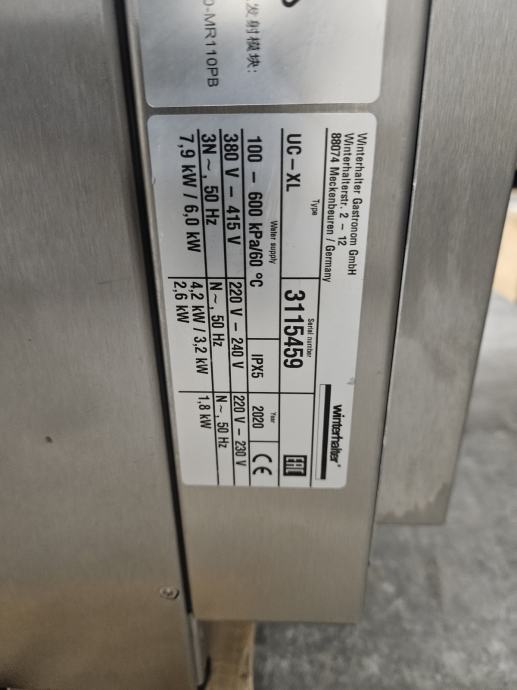 发射模块:
0-MR110PB
Winterhalter Gastronom GmbH
Winterhalterstr. 2 – 12
88074 Meckenbeuren / Germany
winterhalter
Type
UC – XL
Serial number
3115459
EAC
Water supply
100 – 600 kPa/60 °C
IPX5
Year
2020
CE
380 V – 415 V
220 V – 240 V
220 V – 230 V
3N ~, 50 Hz
N ~, 50 Hz
N ~, 50 Hz
7,9 kW / 6,0 kW
4,2 kW / 3,2 kW
1,8 kW
2,6 kW